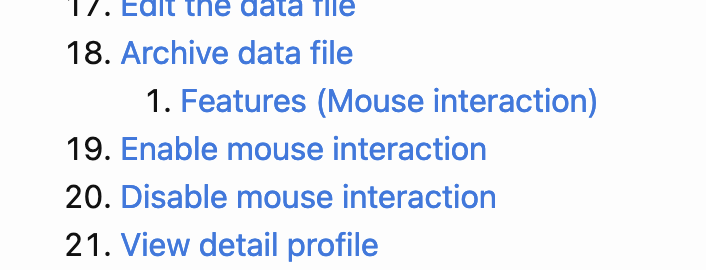 17. Edit the data file
18. Archive data file
1. Features (Mouse interaction)
19. Enable mouse interaction
20. Disable mouse interaction
21. View detail profile